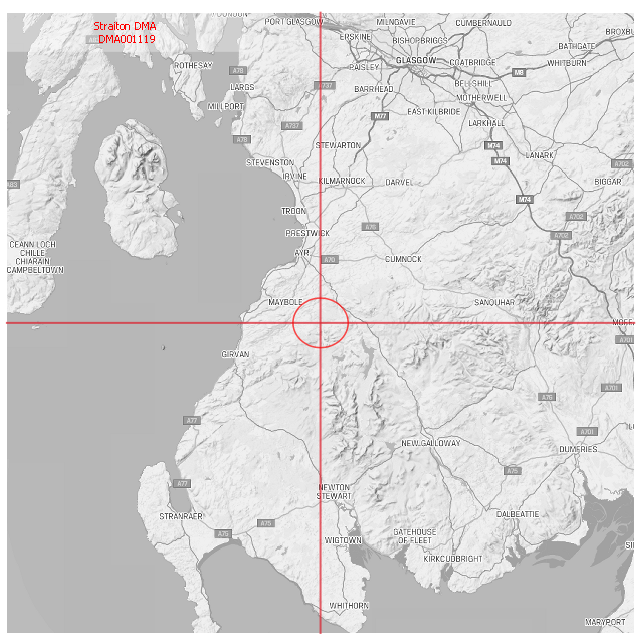 PORT GLASGOW
MILNDAVIE
CUMBERNAULD
Straiton DMA
DMA001119
ERSKINE
BISHOPBRIGGS
BATHGATE
ROTHESAY
PAISLEY
GLASGOW
COATBRIDGE
WHITBURN
A78
M8
LARGS
A737
BARRHEAD
BELLSHILL
MOTHERWELL
MILLPORT
M77
EAST KILBRIDE
A737
LARKHALL
A78
STEWARTON
M74
LANARK
STEVENSTON
M74
A702
IRVINE
KILMARNOCK
DARVEL
BIGGAR
A83
M74
TROON
A702
A76
PRESTWICK
A702
CEANN LOCH
CHILLE
CHIARAIN
CAMPBELTOWN
AYR
A70
CUMNOCK
MAYBOLE
SANQUHAR
MOFFA
A701
GIRVAN
A701
A76
A77
A701
NEW GALLOWAY
DUMFRIES
A75
A77
NEWTON
STEWART
STRANRAER
DALBEATTIE
A75
A75
WIGTOWN
GATEHOUSE
OF FLEET
KIRKCUDBRIGHT
SI
WHITHORN
MARYPORT